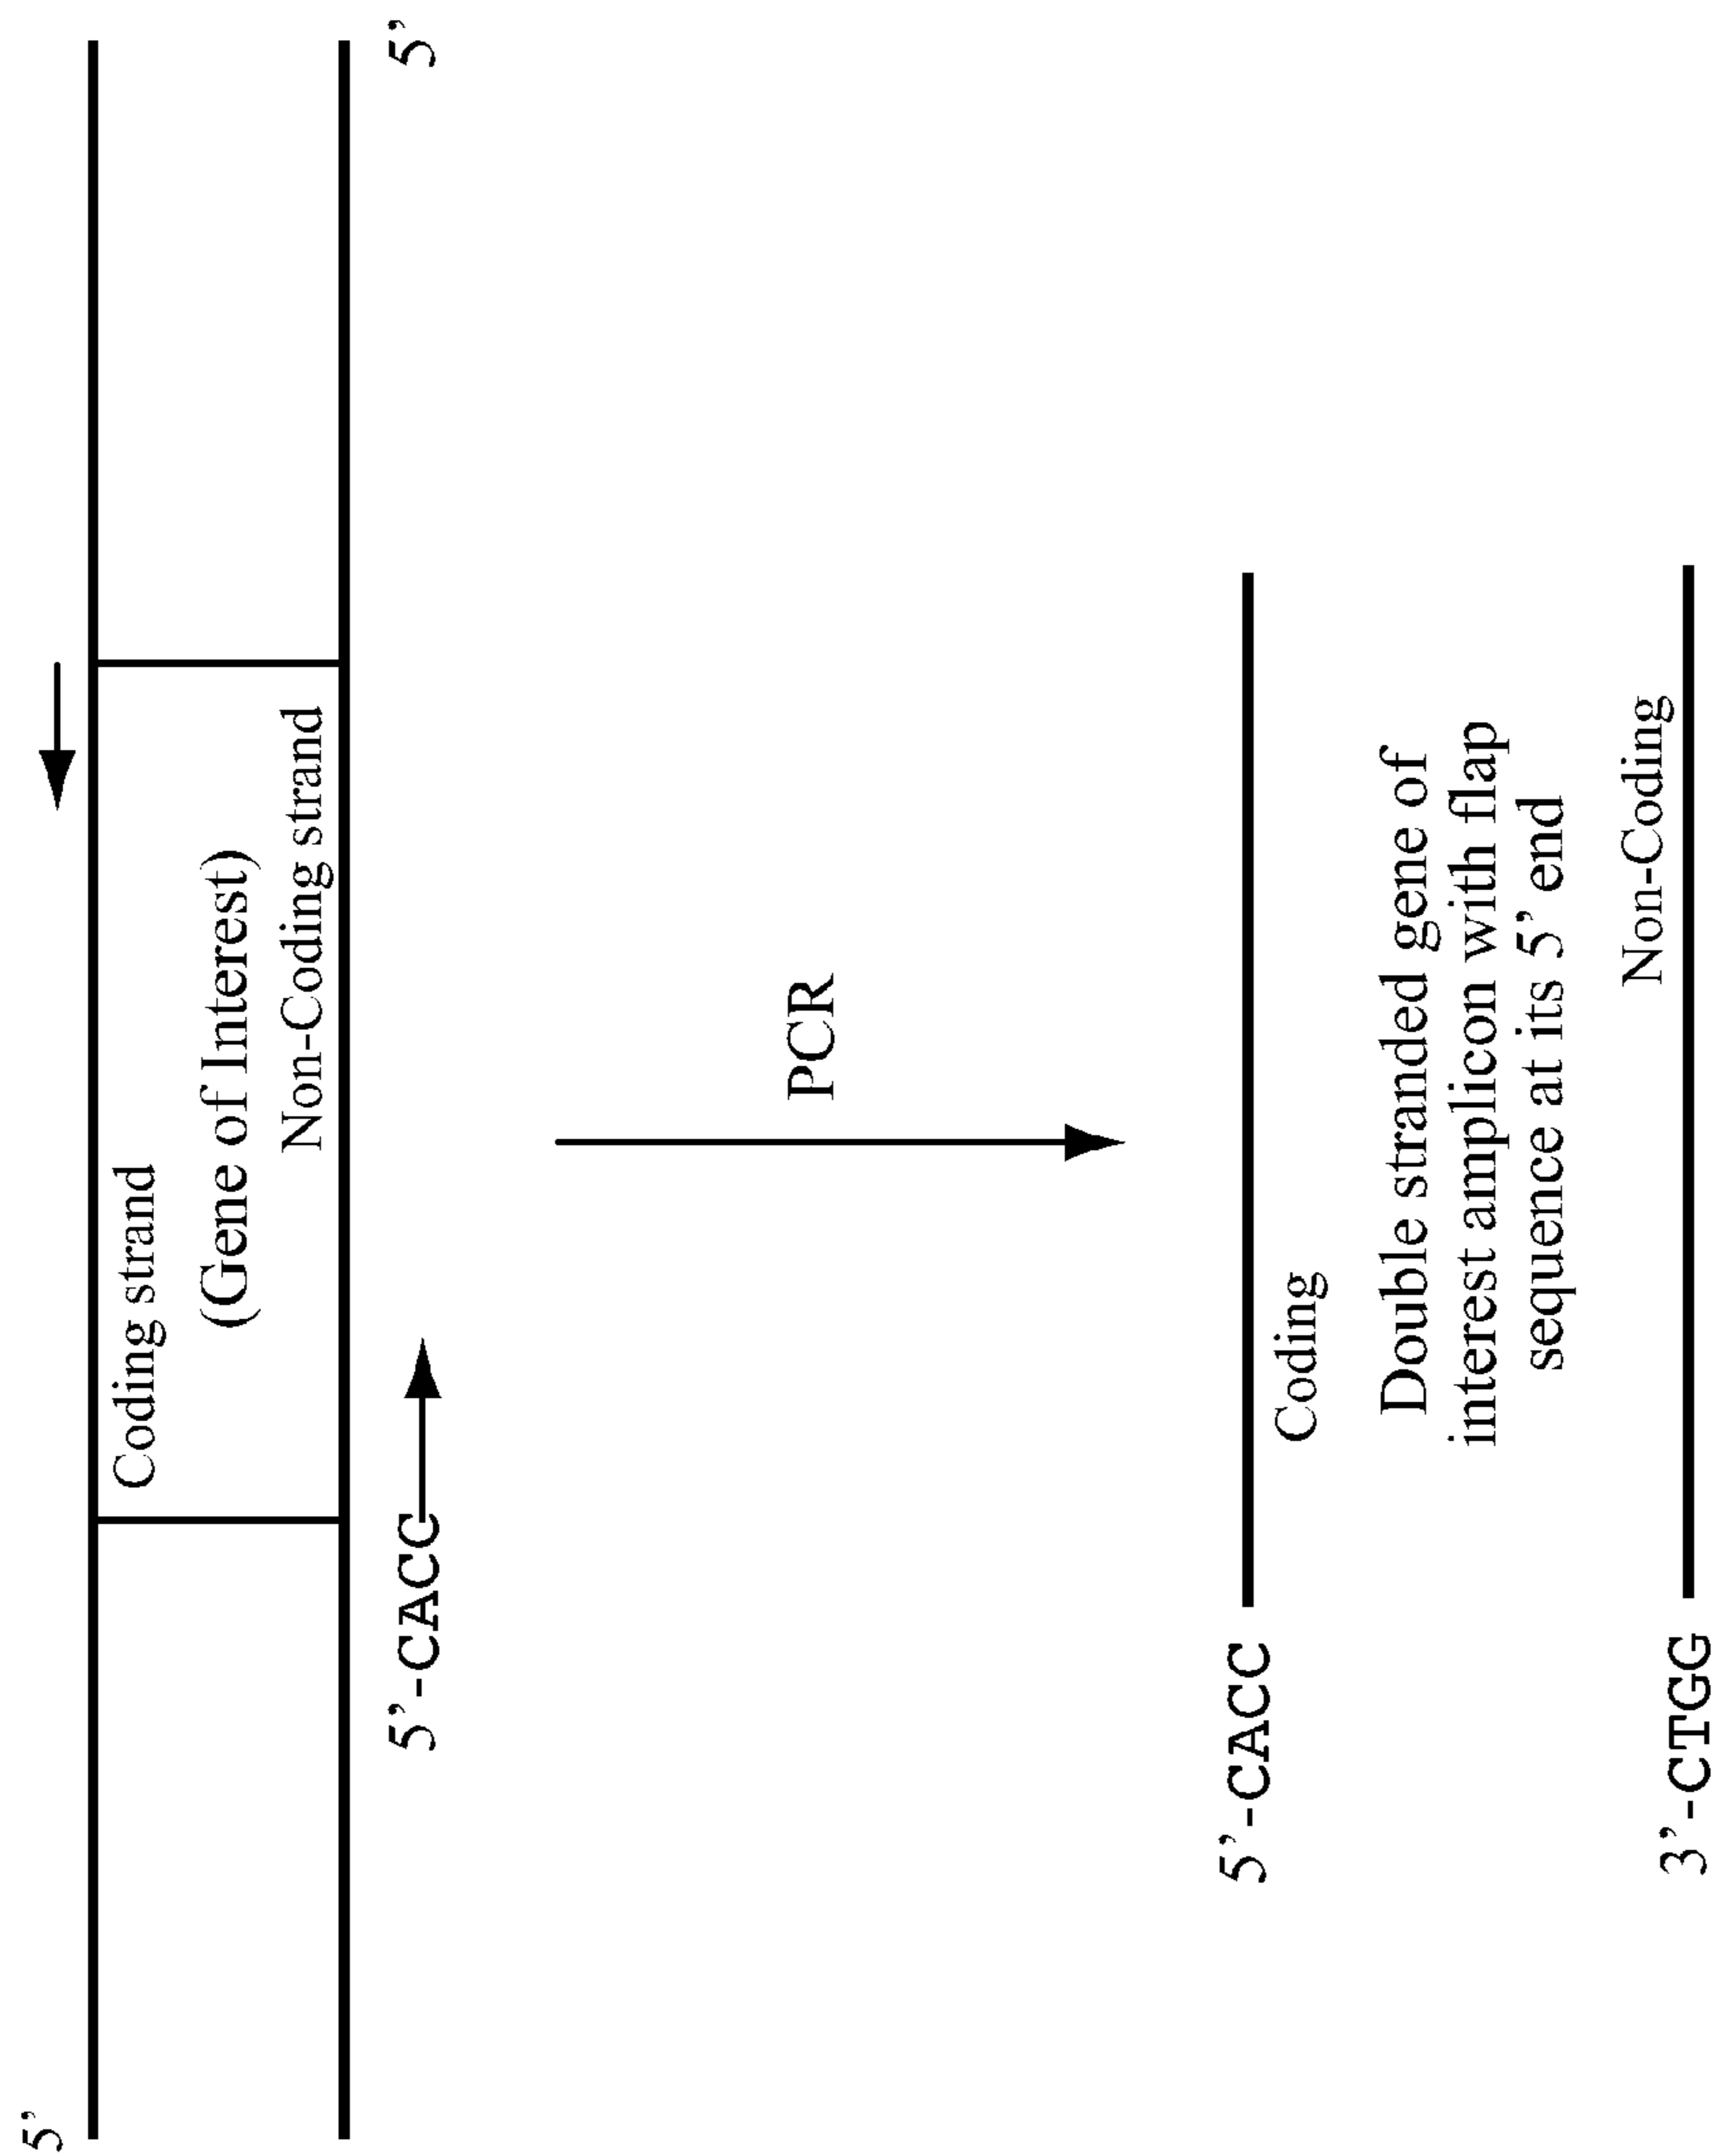 5'
Coding strand
(Gene of Interest)
Non-Coding strand
5'-CACC
5'
PCR
5'-CACC
Coding
Double stranded gene of
interest amplicon with flap
sequence at its 5' end
Non-Coding
3'-CTGG